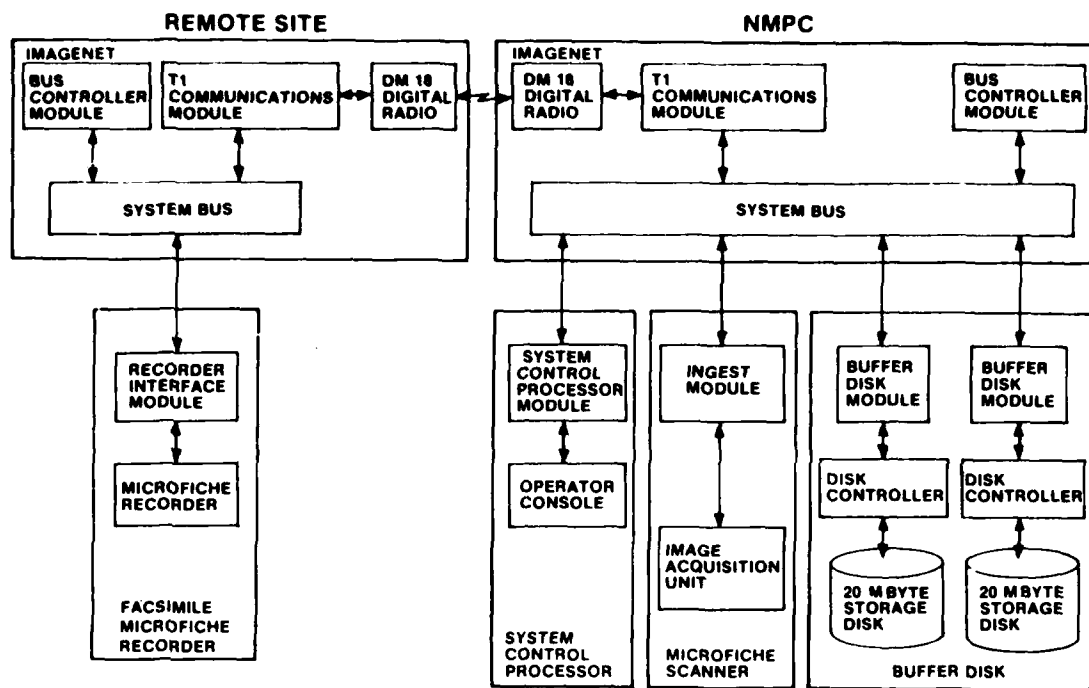 REMOTE SITE
IMAGENET
BUS
CONTROLLER
MODULE
T1
COMMUNICATIONS
MODULE
DM 18
DIGITAL
RADIO
SYSTEM BUS
RECORDER
INTERFACE
MODULE
MICROFICHE
RECORDER
FACSIMILE
MICROFICHE
RECORDER
NMPC
IMAGENET
DM 18
DIGITAL
RADIO
T1
COMMUNICATIONS
MODULE
BUS
CONTROLLER
MODULE
SYSTEM BUS
SYSTEM
CONTROL
PROCESSOR
MODULE
OPERATOR
CONSOLE
SYSTEM
CONTROL
PROCESSOR
INGEST
MODULE
IMAGE
ACQUISITION
UNIT
MICROFICHE
SCANNER
BUFFER
DISK
MODULE
DISK
CONTROLLER
20 MBYTE
STORAGE
DISK
BUFFER
DISK
MODULE
DISK
CONTROLLER
20 MBYTE
STORAGE
DISK
BUFFER DISK